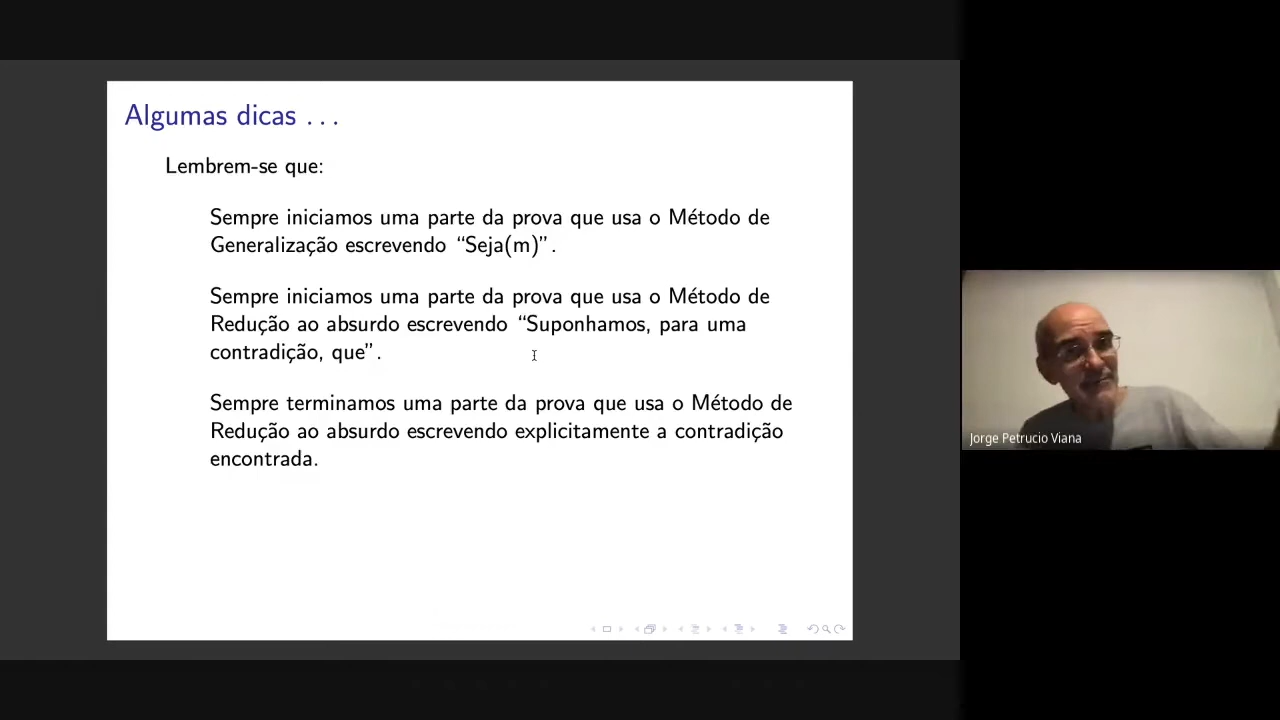 Algumas dicas . . .
Lembrem-se que:
Sempre iniciamos uma parte da prova que usa o Método de
Generalização escrevendo “Seja(m)”.
Sempre iniciamos uma parte da prova que usa o Método de
Redução ao absurdo escrevendo “Suponhamos, para uma
contradição, que”.
Sempre terminamos uma parte da prova que usa o Método de
Redução ao absurdo escrevendo explicitamente a contradição
encontrada.
Jorge Petrucio Viana